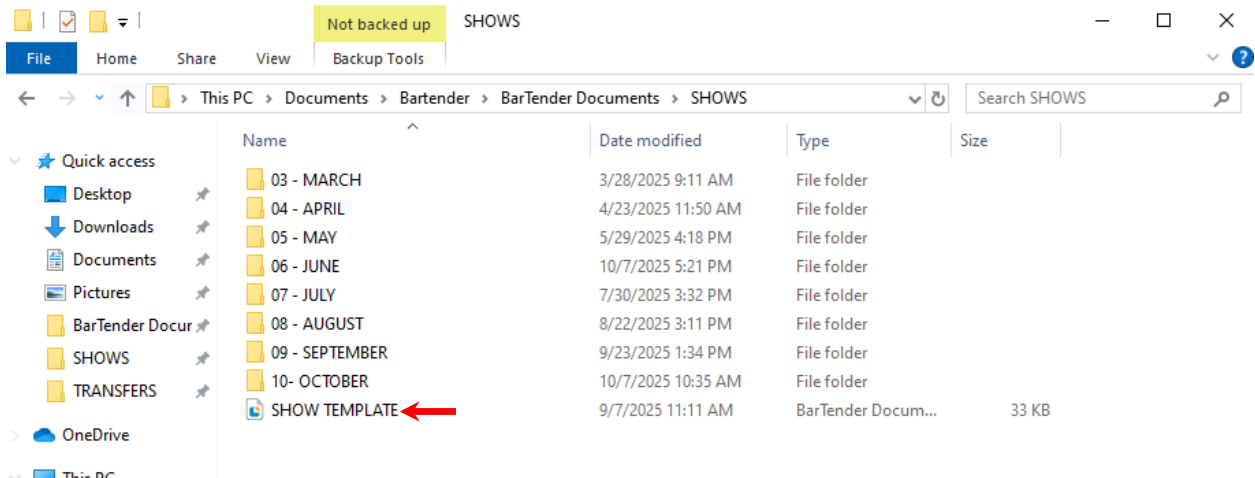 Not backed up SHOWS
File Home Share View Backup Tools
This PC > Documents > Bartender > BarTender Documents > SHOWS Search SHOWS
Name Date modified Type Size
Quick access
Desktop
Downloads
Documents
Pictures
BarTender Docur
SHOWS
TRANSFERS
OneDrive
This PC
03 - MARCH 3/28/2025 9:11 AM File folder
04 - APRIL 4/23/2025 11:50 AM File folder
05 - MAY 5/29/2025 4:18 PM File folder
06 - JUNE 10/7/2025 5:21 PM File folder
07 - JULY 7/30/2025 3:32 PM File folder
08 - AUGUST 8/22/2025 3:11 PM File folder
09 - SEPTEMBER 9/23/2025 1:34 PM File folder
10- OCTOBER 10/7/2025 10:35 AM File folder
SHOW TEMPLATE 9/7/2025 11:11 AM BarTender Docum... 33 KB